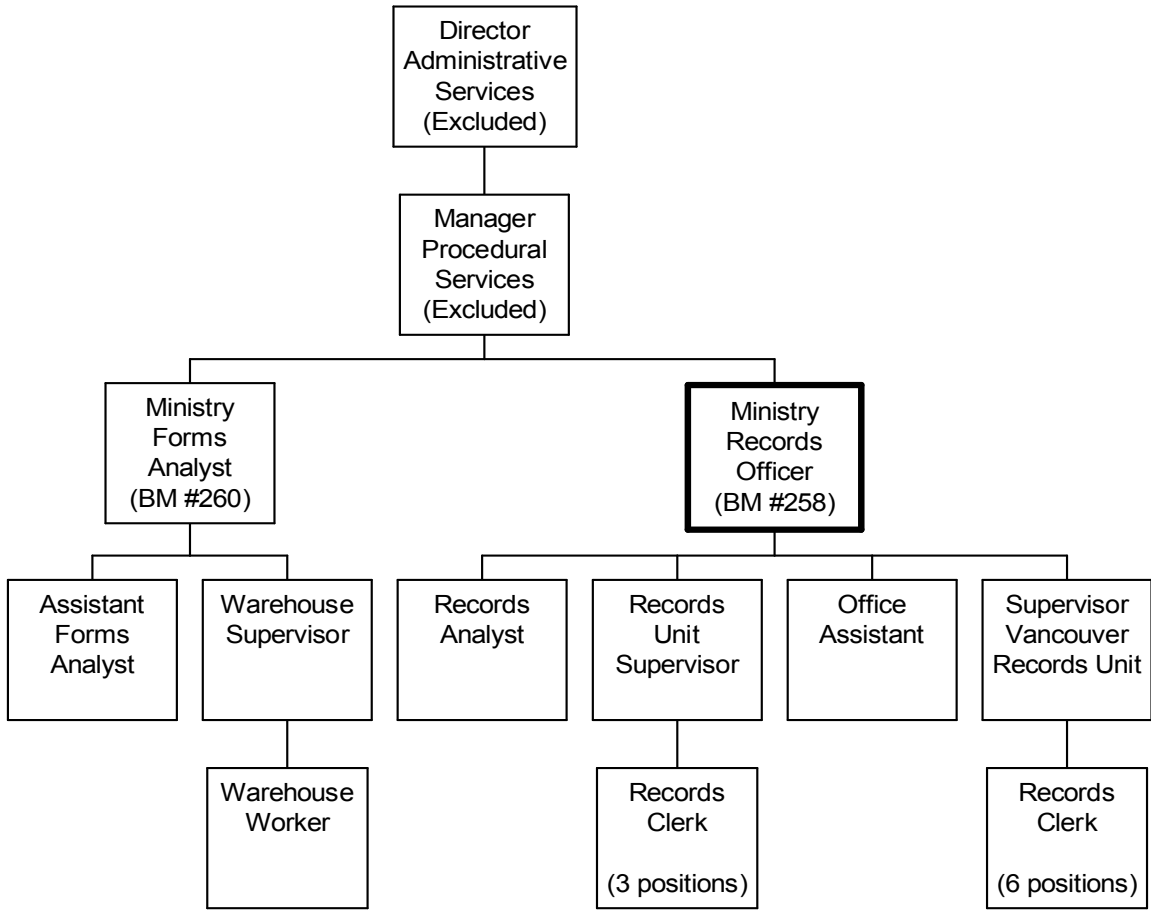 Director
Administrative
Services
(Excluded)
Manager
Procedural
Services
(Excluded)
Ministry
Forms
Analyst
(BM #260)
Ministry
Records
Officer
(BM #258)
Assistant
Forms
Analyst
Warehouse
Supervisor
Records
Analyst
Records
Unit
Supervisor
Office
Assistant
Supervisor
Vancouver
Records Unit
Warehouse
Worker
Records
Clerk
(3 positions)
Records
Clerk
(6 positions)